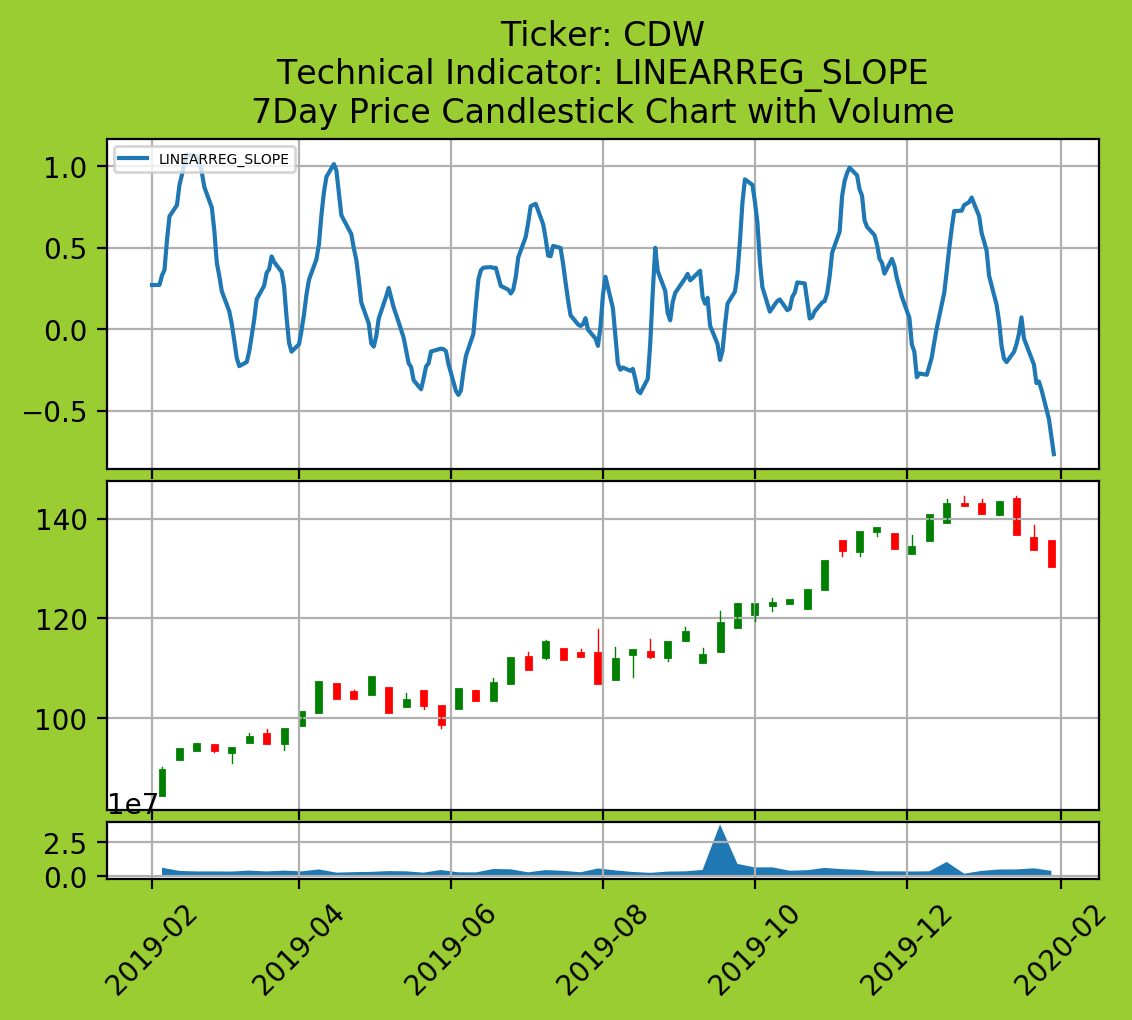 Ticker: CDW
Technical Indicator: LINEARREG_SLOPE
7Day Price Candlestick Chart with Volume
LINEARREG_SLOPE
1.0
0.5
0.0
−0.5
140
120
100
1e7
2.5
0.0
2019-02 2019-04 2019-06 2019-08 2019-10 2019-12 2020-02